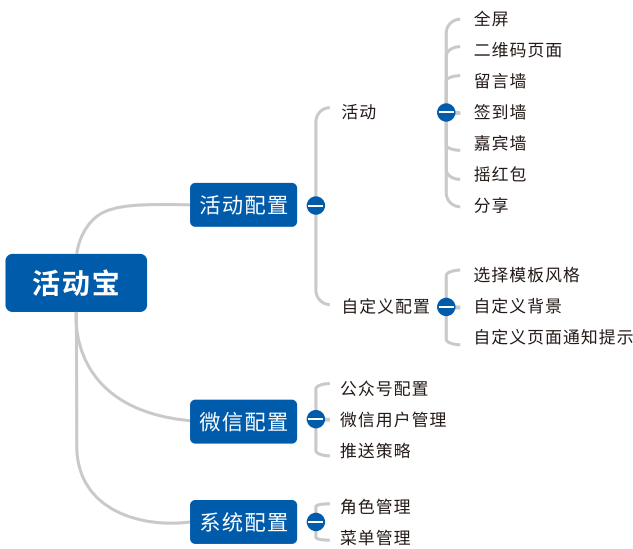 活动宝
活动配置
活动
全屏
二维码页面
留言墙
签到墙
嘉宾墙
摇红包
分享
自定义配置
选择模板风格
自定义背景
自定义页面通知提示
微信配置
公众号配置
微信用户管理
推送策略
系统配置
角色管理
菜单管理